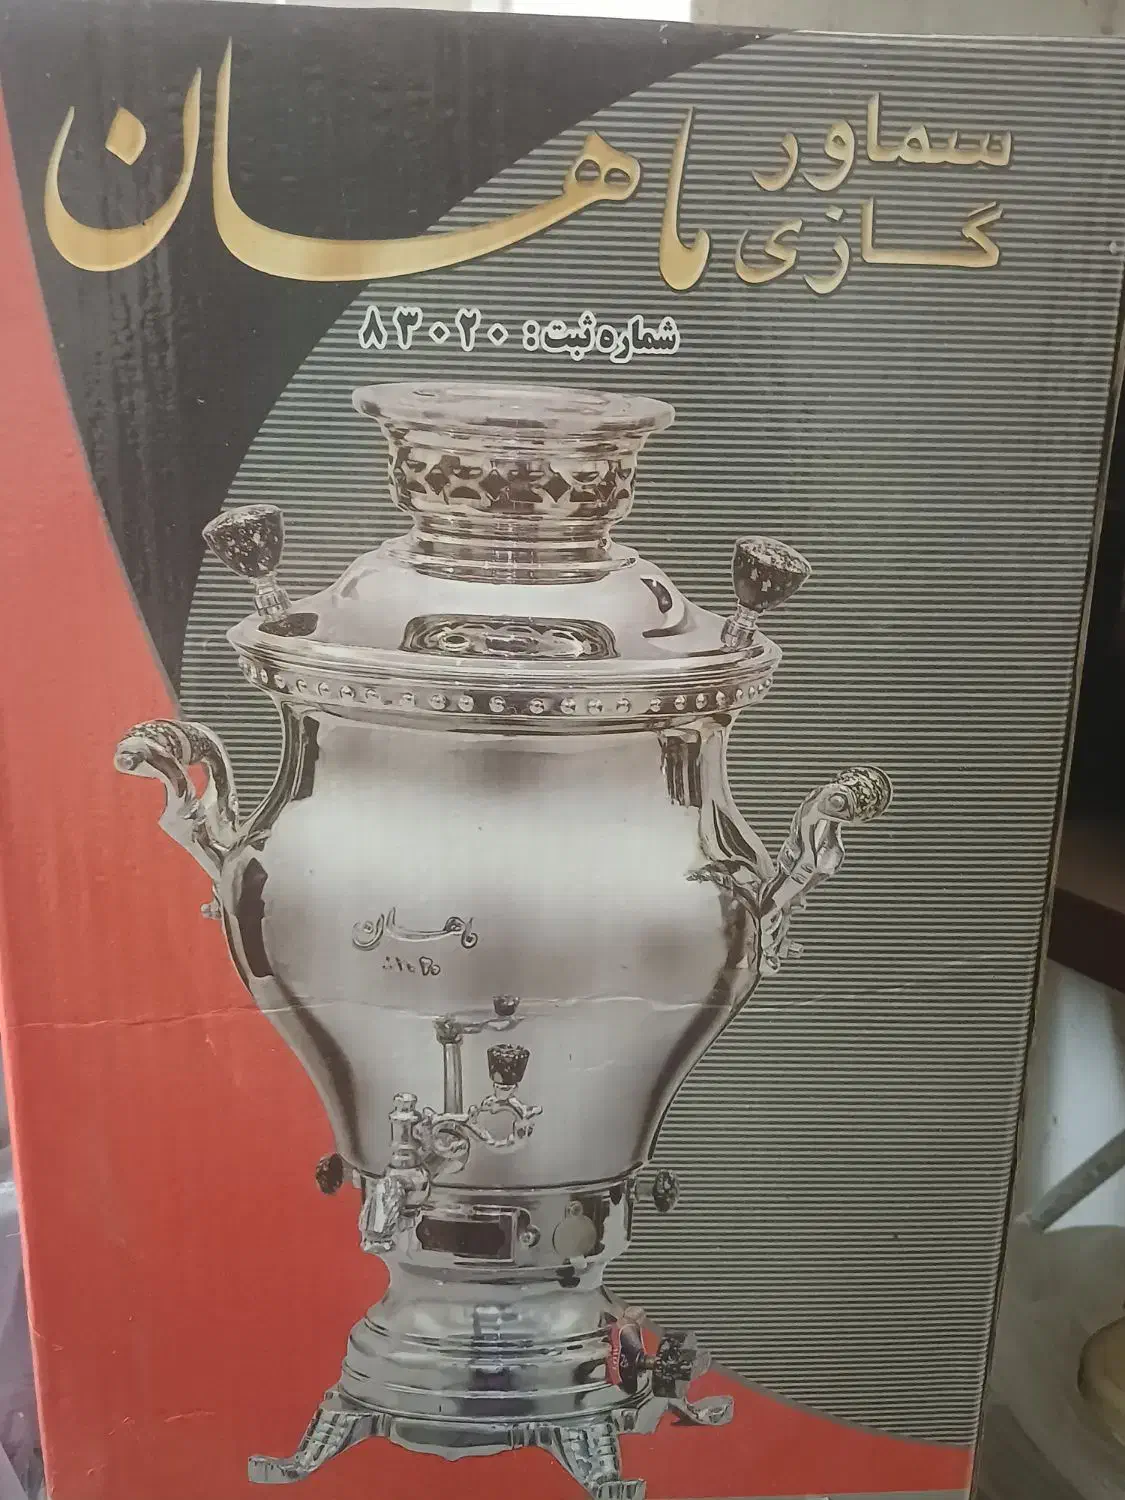 سماور
گازی
ماهان
شماره ثبت: ۸۳۰۲۰
ماهان